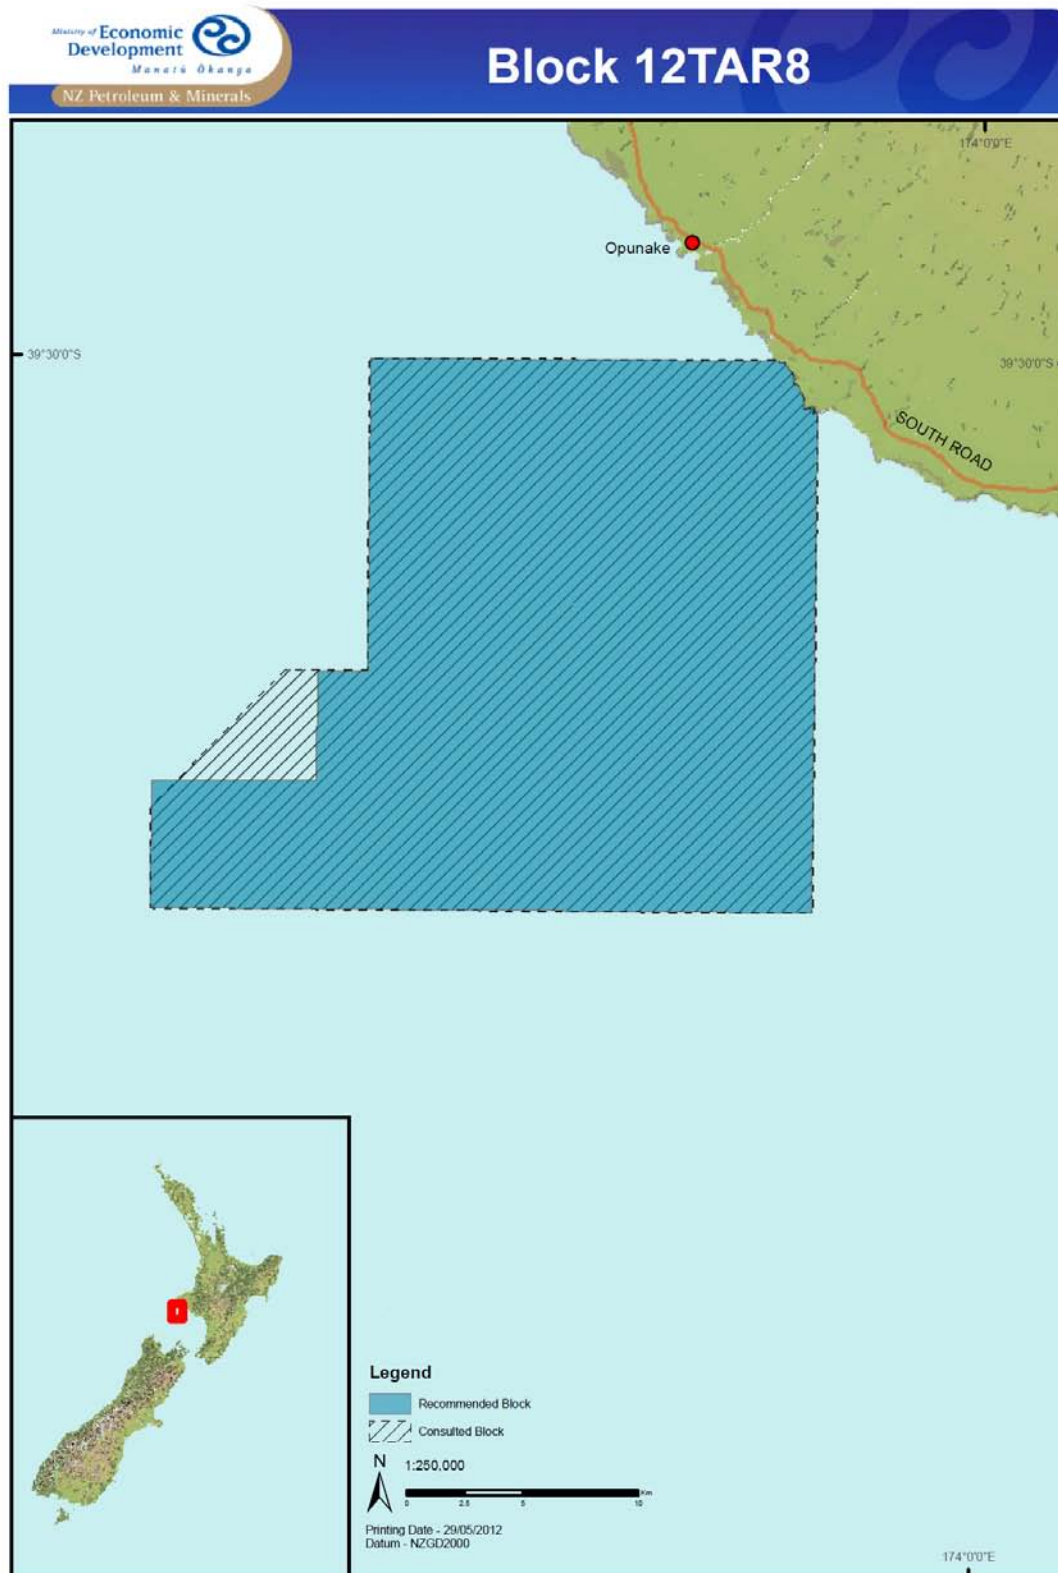 Ministry of Economic
Development
Manatū Ōhanga
NZ Petroleum & Minerals
Block 12TAR8
174°0'0"E
Opunake
39°30'0"S
39°30'0"S
SOUTH ROAD
Legend
Recommended Block
Consulted Block
N
1:250,000
Km
0 2.5 5 10
Printing Date - 29/05/2012
Datum - NZGD2000
174°0'0"E